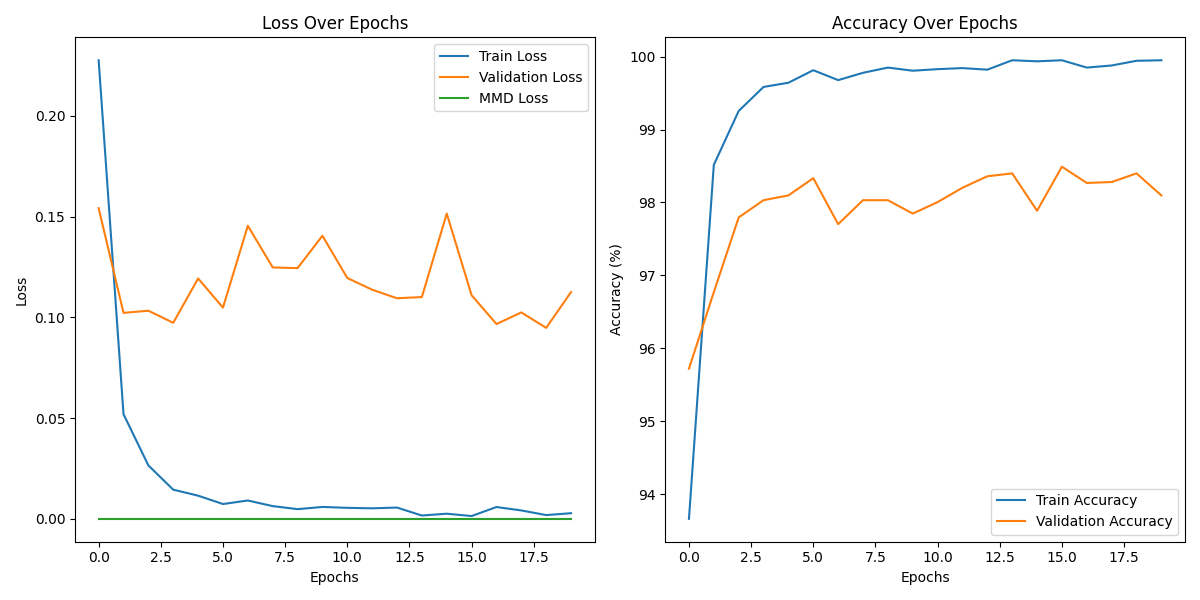 Loss Over Epochs
Loss
0.20
0.15
0.10
0.05
0.00
0.0 2.5 5.0 7.5 10.0 12.5 15.0 17.5
Epochs
Train Loss
Validation Loss
MMD Loss
Accuracy Over Epochs
Accuracy (%)
100
99
98
97
96
95
94
0.0 2.5 5.0 7.5 10.0 12.5 15.0 17.5
Epochs
Train Accuracy
Validation Accuracy